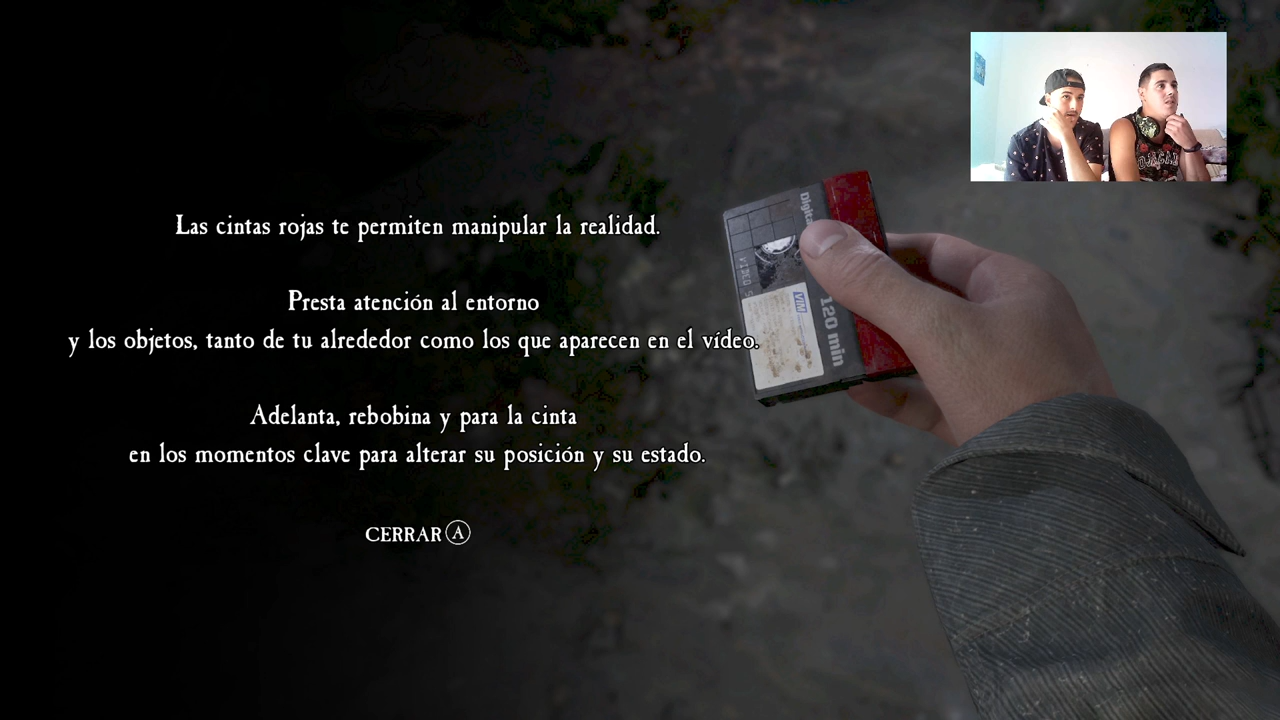 Las cintas rojas te permiten manipular la realidad.
Presta atención al entorno
y los objetos, tanto de tu alrededor como los que aparecen en el vídeo.
Adelanta, rebobina y para la cinta
en los momentos clave para alterar su posición y su estado.
CERRAR A
120 min